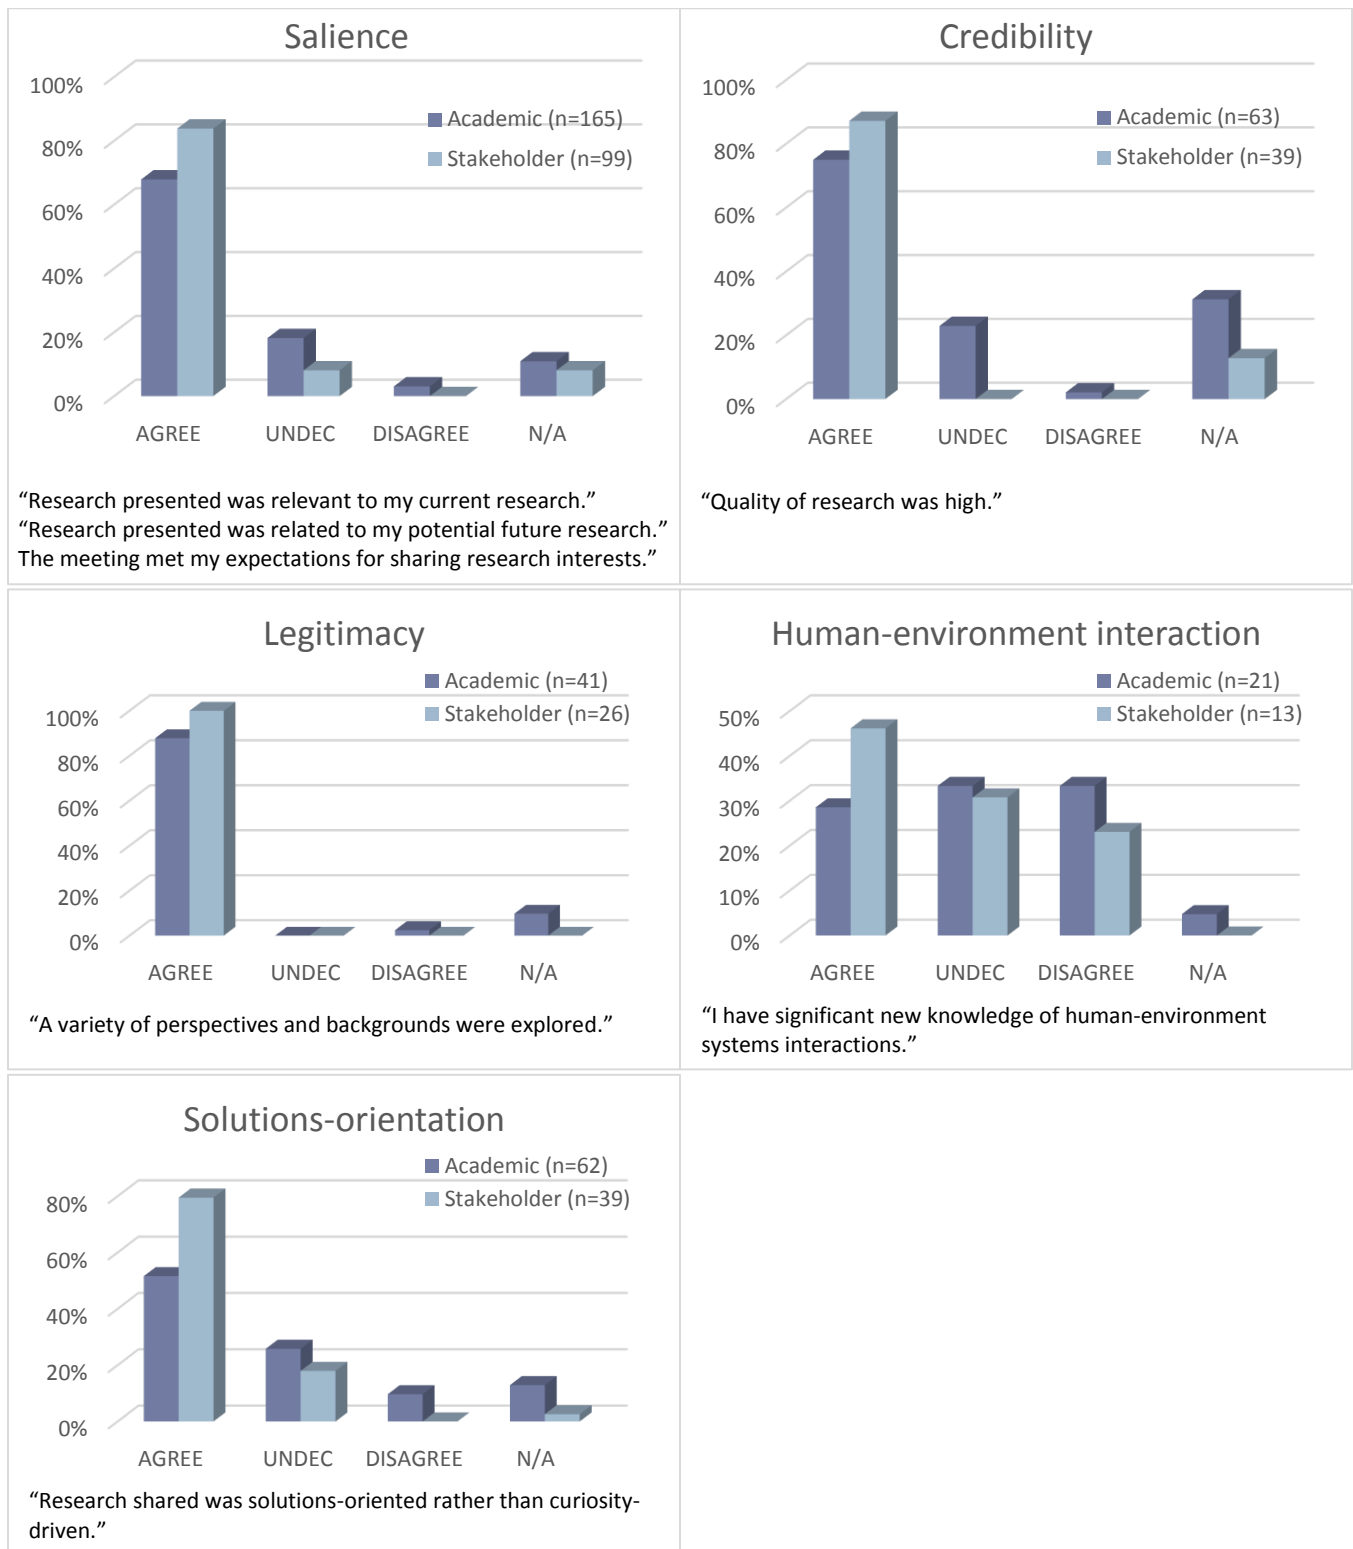 Salience
100%
80%
60%
40%
20%
0%
Academic (n=165)
Stakeholder (n=99)
AGREE UNDEC DISAGREE N/A
“Research presented was relevant to my current research.”
“Research presented was related to my potential future research.”
The meeting met my expectations for sharing research interests.”
Credibility
100%
80%
60%
40%
20%
0%
Academic (n=63)
Stakeholder (n=39)
AGREE UNDEC DISAGREE N/A
“Quality of research was high.”
Legitimacy
Academic (n=41)
Stakeholder (n=26)
100%
80%
60%
40%
20%
0%
AGREE UNDEC DISAGREE N/A
“A variety of perspectives and backgrounds were explored.”
Human-environment interaction
Academic (n=21)
Stakeholder (n=13)
50%
40%
30%
20%
10%
0%
AGREE UNDEC DISAGREE N/A
“I have significant new knowledge of human-environment
systems interactions.”
Solutions-orientation
Academic (n=62)
Stakeholder (n=39)
80%
60%
40%
20%
0%
AGREE UNDEC DISAGREE N/A
“Research shared was solutions-oriented rather than curiosity-
driven.”